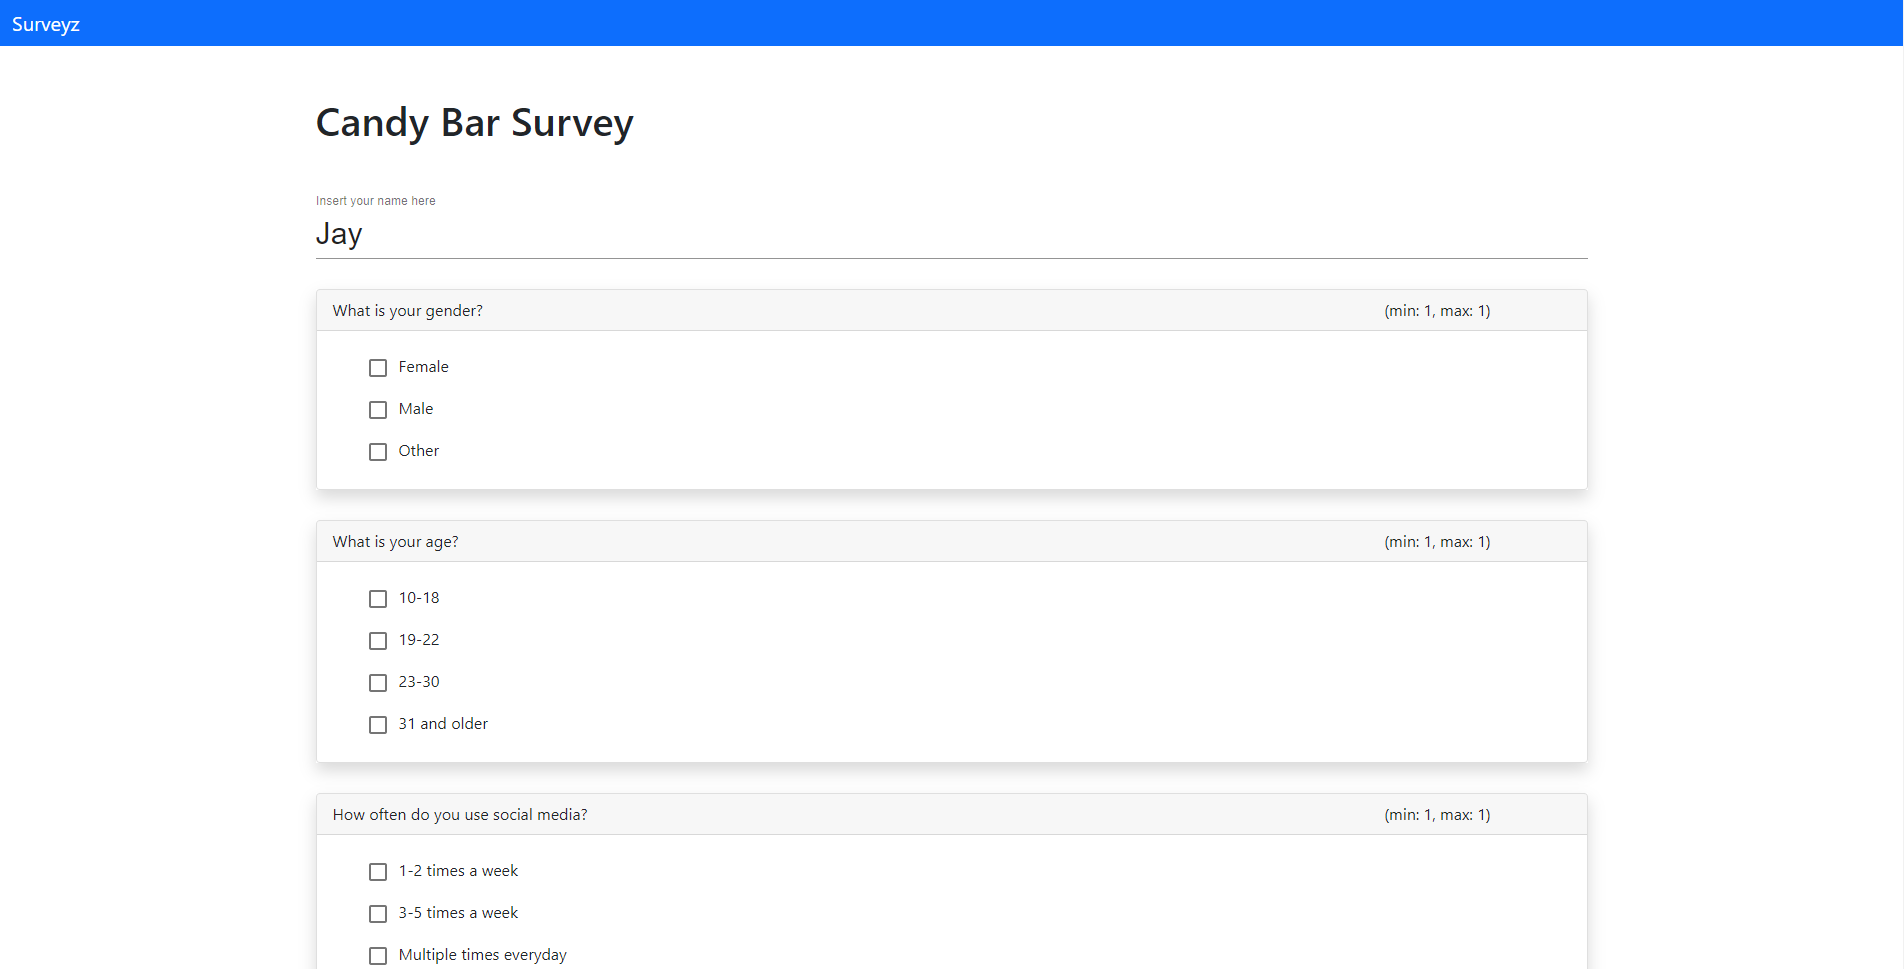 Surveyz
Candy Bar Survey
Insert your name here
Jay
What is your gender? (min: 1, max: 1)
Female
Male
Other
What is your age? (min: 1, max: 1)
10-18
19-22
23-30
31 and older
How often do you use social media? (min: 1, max: 1)
1-2 times a week
3-5 times a week
Multiple times everyday